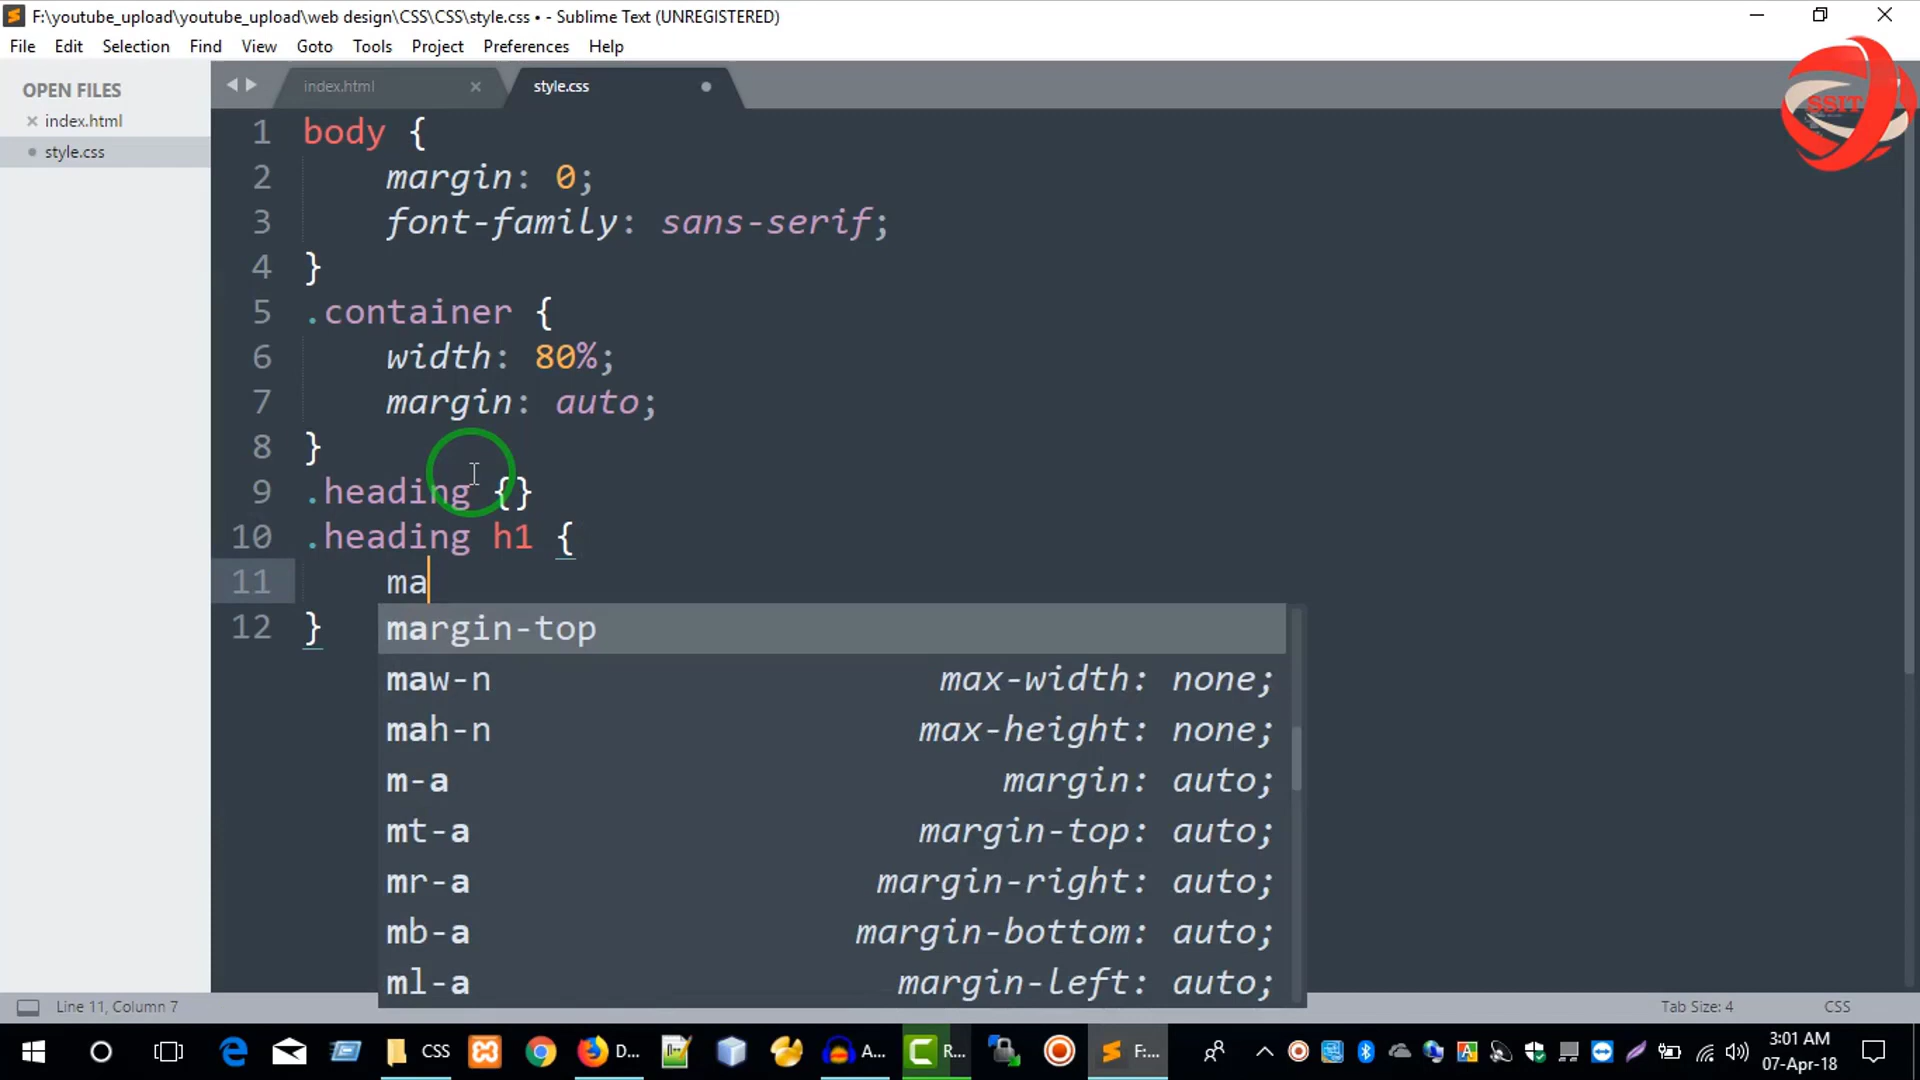 F:\youtube_upload\youtube_upload\web design\CSS\CSS\style.css • - Sublime Text (UNREGISTERED)
File Edit Selection Find View Goto Tools Project Preferences Help
SSIT
OPEN FILES
index.html
style.css
index.html
style.css
1 body {
2 margin: 0;
3 font-family: sans-serif;
4 }
5 .container {
6 width: 80%;
7 margin: auto;
8 }
9 .heading {}
10 .heading h1 {
11 ma
12 }
margin-top
maw-n max-width: none;
mah-n max-height: none;
m-a margin: auto;
mt-a margin-top: auto;
mr-a margin-right: auto;
mb-a margin-bottom: auto;
ml-a margin-left: auto;
Line 11, Column 7 Tab Size: 4 CSS
CSS D... A... R... F:... 3:01 AM
07-Apr-18